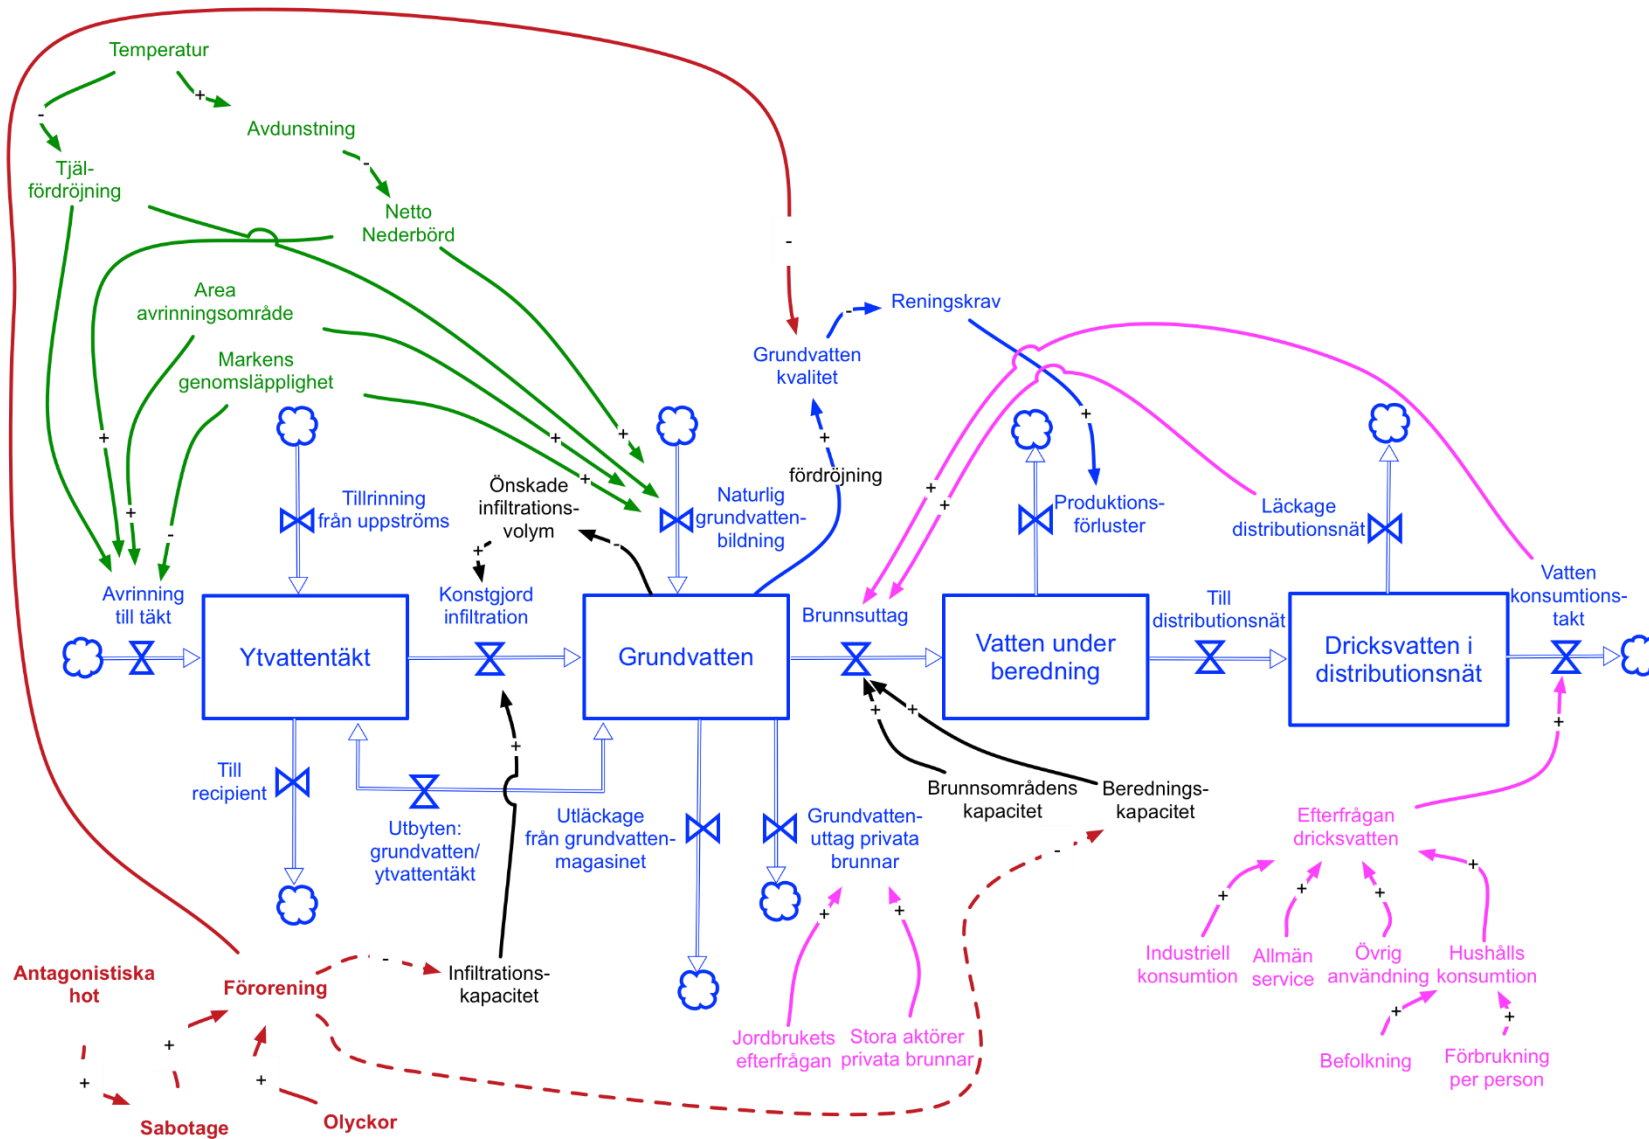 Temperatur
+
-
Avdunstning
Tjäl-
fördröjning
-
Netto
Nederbörd
-
Area
avrinningsområde
Reningskrav
-
Markens
genomsläpplighet
Grundvatten
kvalitet
+
+
+
+
+
fördröjning
+
Önskade
infiltrations-
volym
Tillrinning
från uppströms
Naturlig
grundvatten-
bildning
+
+
Produktions-
förluster
Läckage
distributionsnät
+
-
+
-
Avrinning
till täkt
Konstgjord
infiltration
Brunnsuttag
Till
distributionsnät
Vatten
konsumtions-
takt
Ytvattentäkt
Grundvatten
Vatten under
beredning
Dricksvatten i
distributionsnät
+
+
+
+
Till
recipient
Utbyten:
grundvatten/
ytvattentäkt
Utläckage
från grundvatten-
magasinet
Grundvatten-
uttag privata
brunnar
Brunnsområdens
kapacitet
Berednings-
kapacitet
-
Efterfrågan
dricksvatten
+
+
+
+
+
+
Industriell
konsumtion
Allmän
service
Övrig
användning
Hushålls
konsumtion
Antagonistiska
hot
Förorening
-
Infiltrations-
kapacitet
+
+
Jordbrukets
efterfrågan
Stora aktörer
privata brunnar
Befolkning
Förbrukning
per person
+
+
+
Sabotage
Olyckor